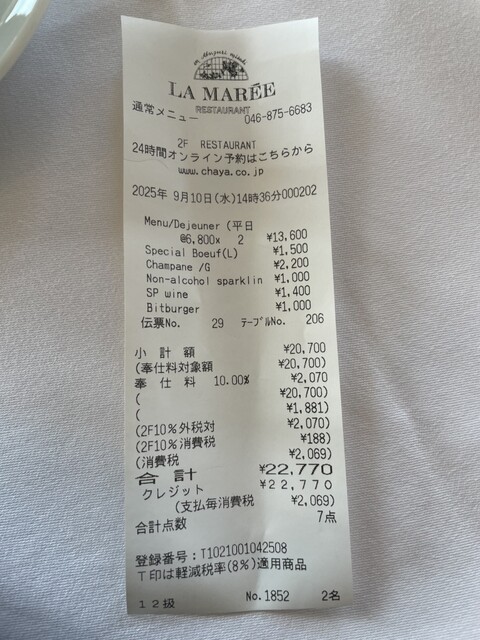 LA MARÉE
RESTAURANT
通常メニュー 046-875-6683
2F RESTAURANT
24時間オンライン予約はこちらから
www.chaya.co.jp
2025年 9月10日(水)14時36分000202
Menu/Dejeuner (平日
@6,800x 2 ¥13,600
Special Boeuf(L) ¥1,500
Champane /G ¥2,200
Non-alcohol sparklin ¥1,000
SP wine ¥1,400
Bitburger ¥1,000
伝票No. 29 テーブルNo. 206
小 計 額 ¥20,700
(奉仕料対象額 ¥20,700)
奉 仕 料 10.00% ¥2,070
( ¥20,700)
( ¥1,881)
(2F10%外税対 ¥2,070)
(2F10%消費税 ¥188)
(消費税 ¥2,069)
合 計 ¥22,770
クレジット ¥22,770
(支払毎消費税 ¥2,069)
合計点数 7点
登録番号:T1021001042508
T印は軽減税率(8%)適用商品
12扱 No.1852 2名